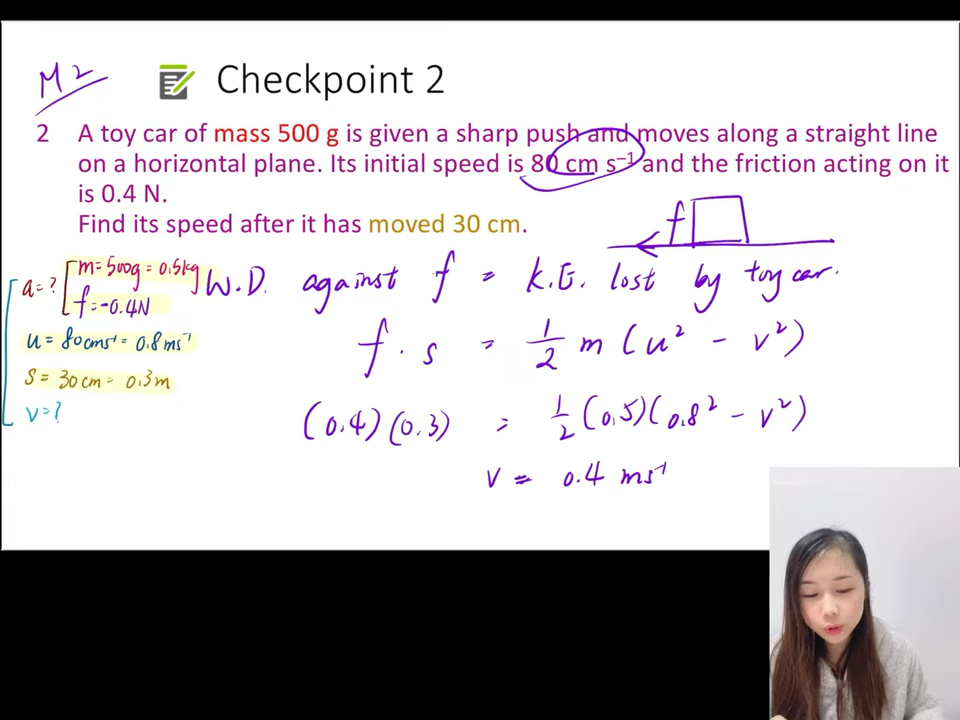 M2
Checkpoint 2
2 A toy car of mass 500 g is given a sharp push and moves along a straight line
on a horizontal plane. Its initial speed is 80 cm s⁻¹ and the friction acting on it
is 0.4 N.
Find its speed after it has moved 30 cm.
f
a=? m=500g=0.5kg
f=-0.4N
u=80cms⁻¹=0.8ms⁻¹
s=30cm=0.3m
v=?
W.D. against f = K.E. lost by toy car.
f · s = 1/2 m (u² - v²)
(0.4)(0.3) = 1/2 (0.5)(0.8² - v²)
v = 0.4 ms⁻¹